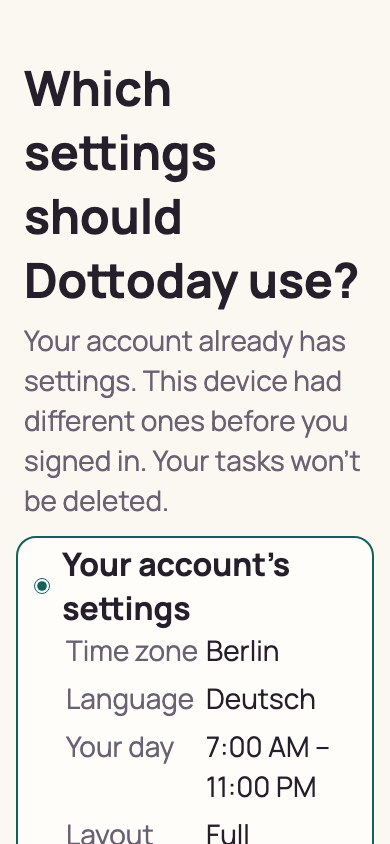 Which
settings
should
Dottoday use?
Your account already has
settings. This device had
different ones before you
signed in. Your tasks won’t
be deleted.
Your account’s
settings
Time zone Berlin
Language Deutsch
Your day 7:00 AM –
11:00 PM
Layout Full